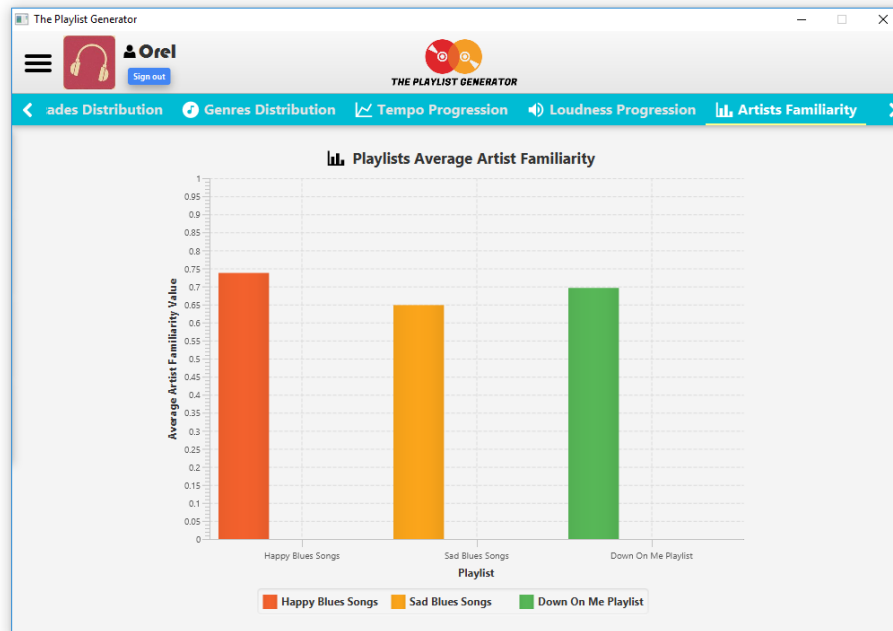 The Playlist Generator
Orel
Sign out
THE PLAYLIST GENERATOR
ades Distribution
Genres Distribution
Tempo Progression
Loudness Progression
Artists Familiarity
Playlists Average Artist Familiarity
Average Artist Familiarity Value
1
0.95
0.9
0.85
0.8
0.75
0.7
0.65
0.6
0.55
0.5
0.45
0.4
0.35
0.3
0.25
0.2
0.15
0.1
0.05
0
Happy Blues Songs
Sad Blues Songs
Down On Me Playlist
Playlist
Happy Blues Songs
Sad Blues Songs
Down On Me Playlist